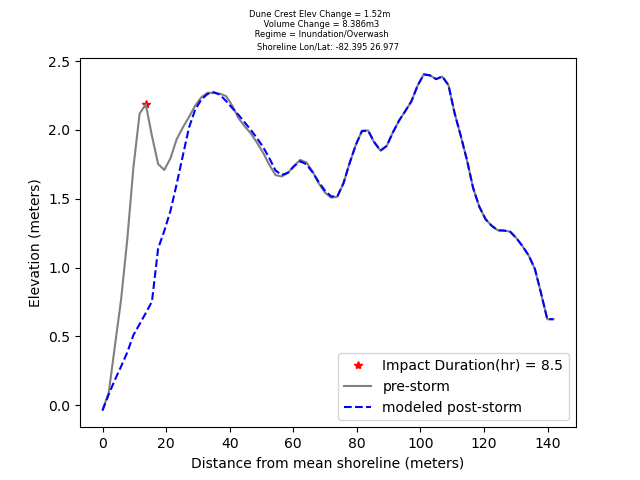 Dune Crest Elev Change = 1.52m
Volume Change = 8.386m3
Regime = Inundation/Overwash
Shoreline Lon/Lat: -82.395 26.977
2.5
2.0
1.5
1.0
0.5
0.0
Elevation (meters)
Impact Duration(hr) = 8.5
pre-storm
modeled post-storm
0 20 40 60 80 100 120 140
Distance from mean shoreline (meters)